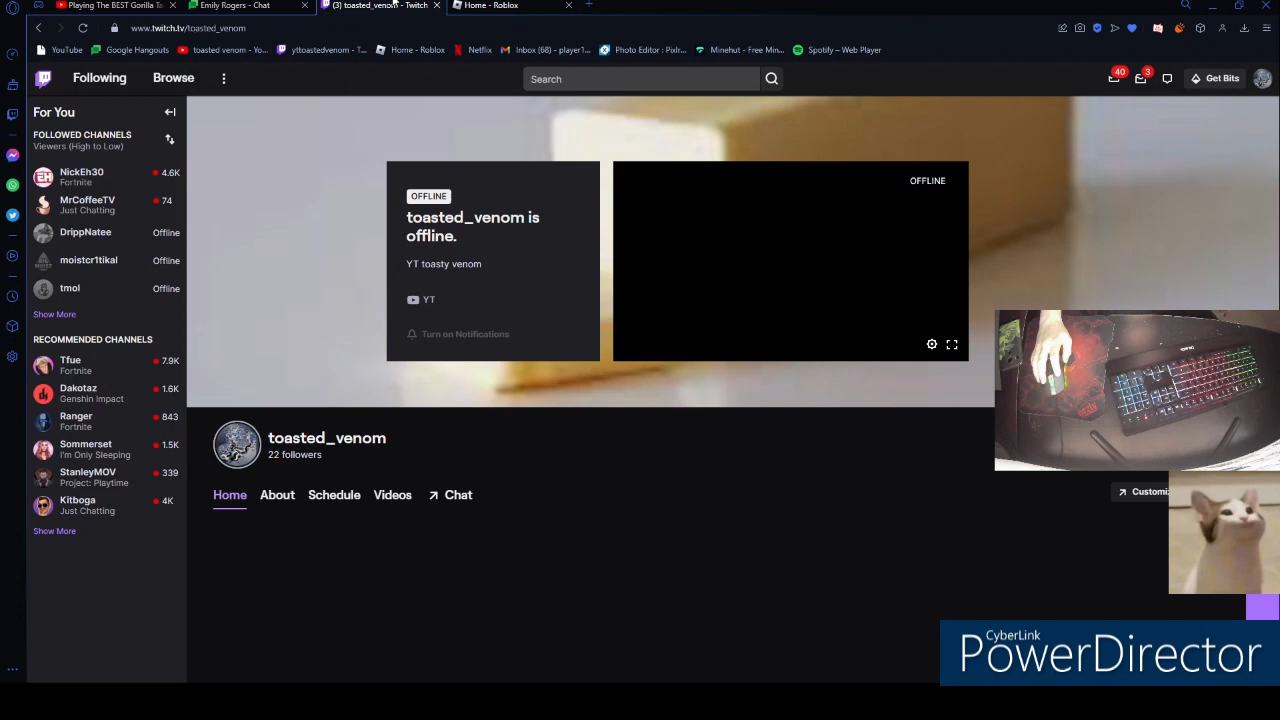 Playing The BEST Gorilla T
Emily Rogers - Chat
(3) toasted_venom - Twitch
Home - Roblox
www.twitch.tv/toasted_venom
YouTube
Google Hangouts
toasted venom - Yo...
yttoastedvenom - T...
Home - Roblox
Netflix
Inbox (68) - player1...
Photo Editor : Pixlr...
Minehut - Free Min...
Spotify – Web Player
Following
Browse
Search
40
3
Get Bits
For You
FOLLOWED CHANNELS
Viewers (High to Low)
NickEh30
4.6K
Fortnite
MrCoffeeTV
74
Just Chatting
DrippNatee
Offline
moistcr1tikal
Offline
tmol
Offline
Show More
RECOMMENDED CHANNELS
Tfue
7.9K
Fortnite
Dakotaz
1.6K
Genshin Impact
Ranger
843
Fortnite
Sommerset
1.5K
I'm Only Sleeping
StanleyMOV
339
Project: Playtime
Kitboga
4K
Just Chatting
Show More
OFFLINE
toasted_venom is
offline.
YT toasty venom
YT
Turn on Notifications
OFFLINE
toasted_venom
22 followers
Home
About
Schedule
Videos
Chat
Customi
CyberLink
PowerDirector